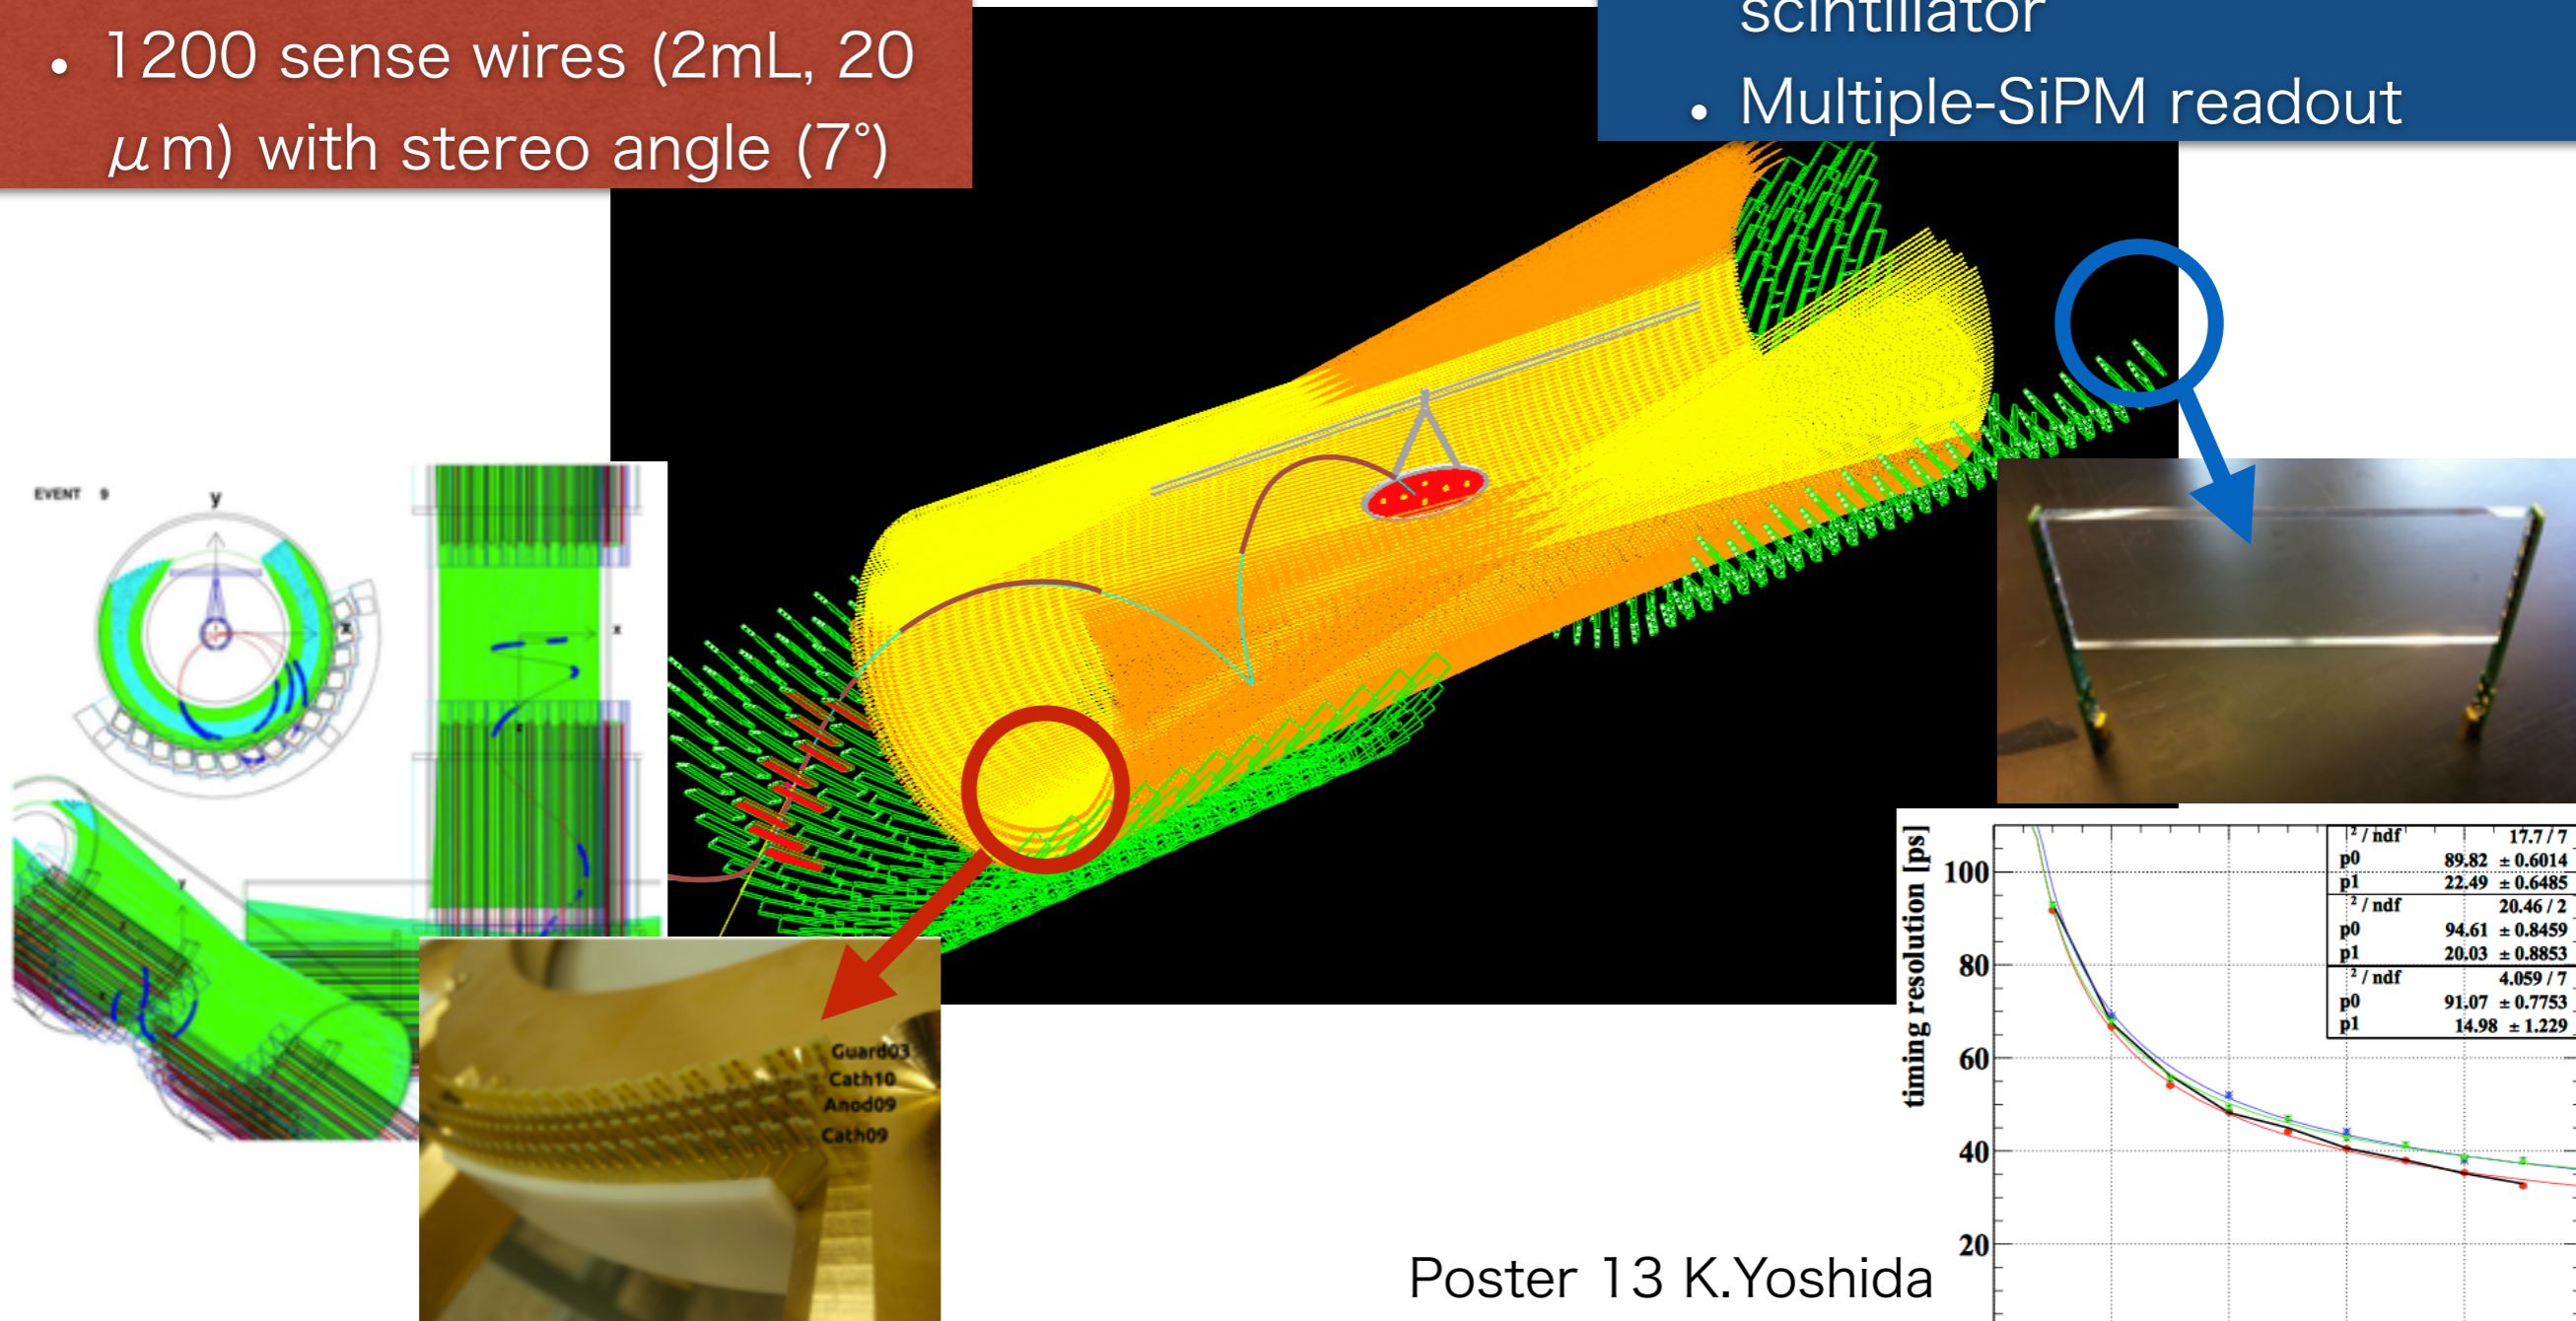 • 1200 sense wires (2mL, 20
μm) with stereo angle (7°)
scintillator
• Multiple-SiPM readout
EVENT 9
y
x
x
z
y
Guard03
Cath10
Anod09
Cath09
timing resolution [ps]
100
80
60
40
20
2 / ndf 17.7 / 7
p0 89.82 ± 0.6014
p1 22.49 ± 0.6485
2 / ndf 20.46 / 2
p0 94.61 ± 0.8459
p1 20.03 ± 0.8853
2 / ndf 4.059 / 7
p0 91.07 ± 0.7753
p1 14.98 ± 1.229
Poster 13 K.Yoshida